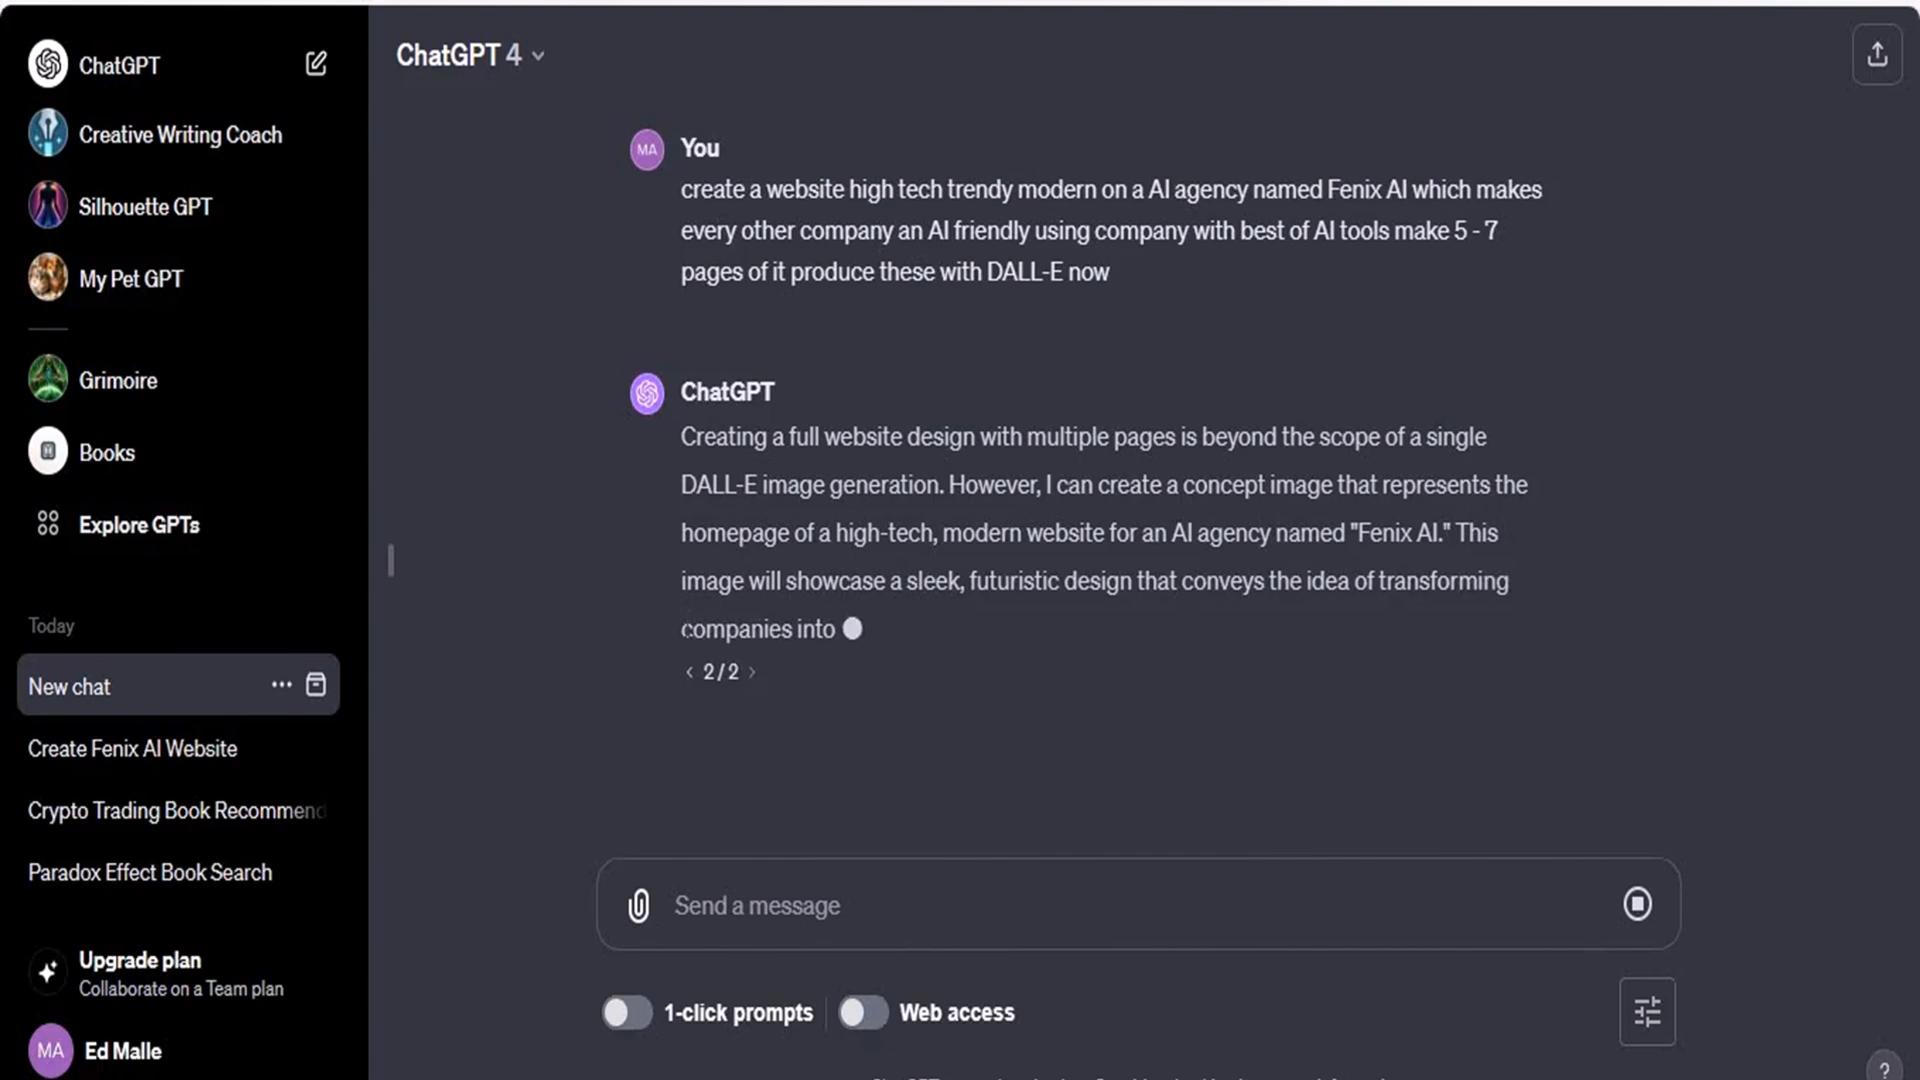 ChatGPT
Creative Writing Coach
Silhouette GPT
My Pet GPT
Grimoire
Books
Explore GPTs
Today
New chat
Create Fenix AI Website
Crypto Trading Book Recommend
Paradox Effect Book Search
Upgrade plan
Collaborate on a Team plan
MA Ed Malle
ChatGPT 4
MA You
create a website high tech trendy modern on a AI agency named Fenix AI which makes
every other company an AI friendly using company with best of AI tools make 5 - 7
pages of it produce these with DALL-E now
ChatGPT
Creating a full website design with multiple pages is beyond the scope of a single
DALL-E image generation. However, I can create a concept image that represents the
homepage of a high-tech, modern website for an AI agency named "Fenix AI." This
image will showcase a sleek, futuristic design that conveys the idea of transforming
companies into
< 2 / 2 >
Send a message
1-click prompts Web access
?